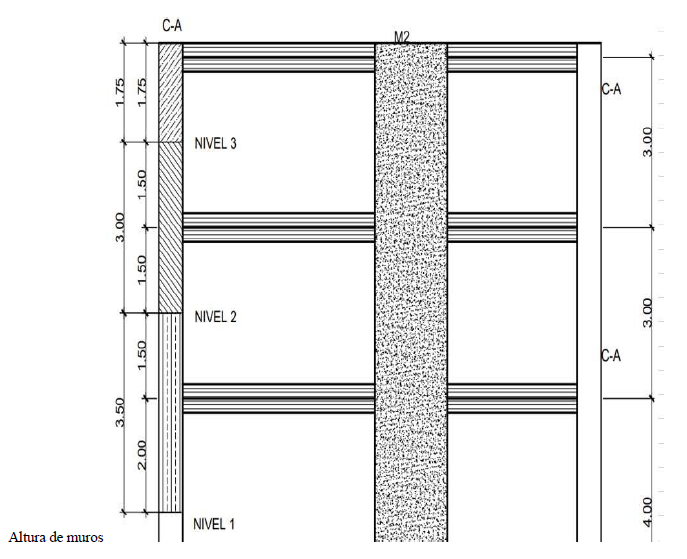 C-A
M2
1.75
1.75
C-A
3.00
NIVEL 3
1.50
3.00
1.50
NIVEL 2
3.00
1.50
C-A
3.50
2.00
NIVEL 1
4.00
Altura de muros